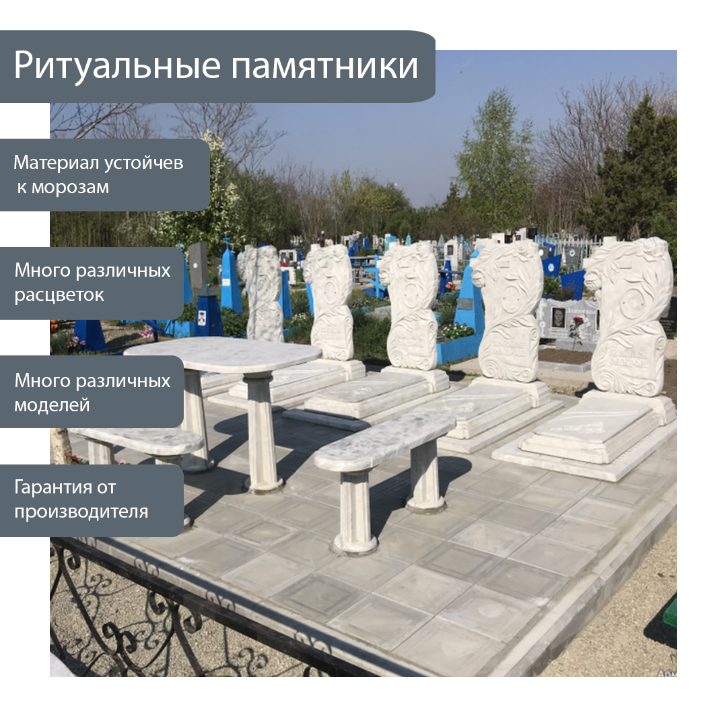 Ритуальные памятники
Материал устойчев
к морозам
Много различных
расцветок
Много различных
моделей
Гарантия от
производителя